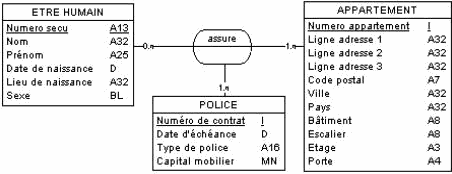 ETRE HUMAIN
Numero secu A13
Nom A32
Prénom A25
Date de naissance D
Lieu de naissance A32
Sexe BL
0.n
assure
1.n
1.n
APPARTEMENT
Numero appartement I
Ligne adresse 1 A32
Ligne adresse 2 A32
Ligne adresse 3 A32
Code postal A7
Ville A32
Pays A32
Bâtiment A8
Escalier A8
Etage A3
Porte A4
POLICE
Numéro de contrat I
Date d'échéance D
Type de police A16
Capital mobilier MN